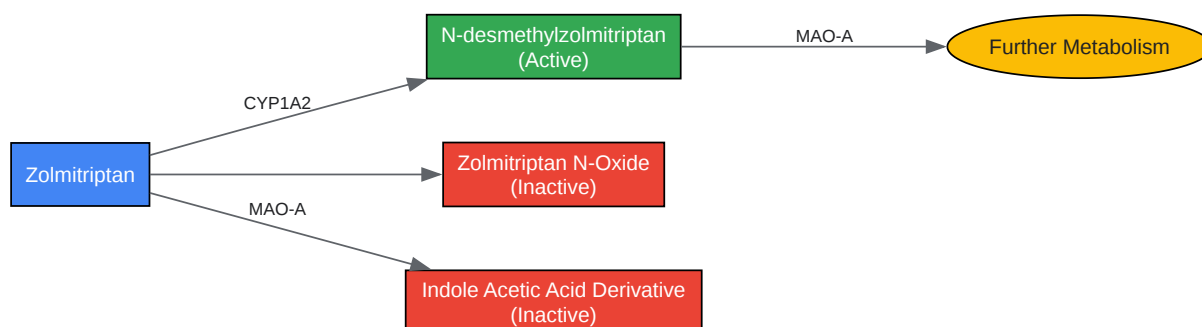 N-desmethylzolmitriptan
(Active)
MAO-A
Further Metabolism
CYP1A2
Zolmitriptan
Zolmitriptan N-Oxide
(Inactive)
MAO-A
Indole Acetic Acid Derivative
(Inactive)